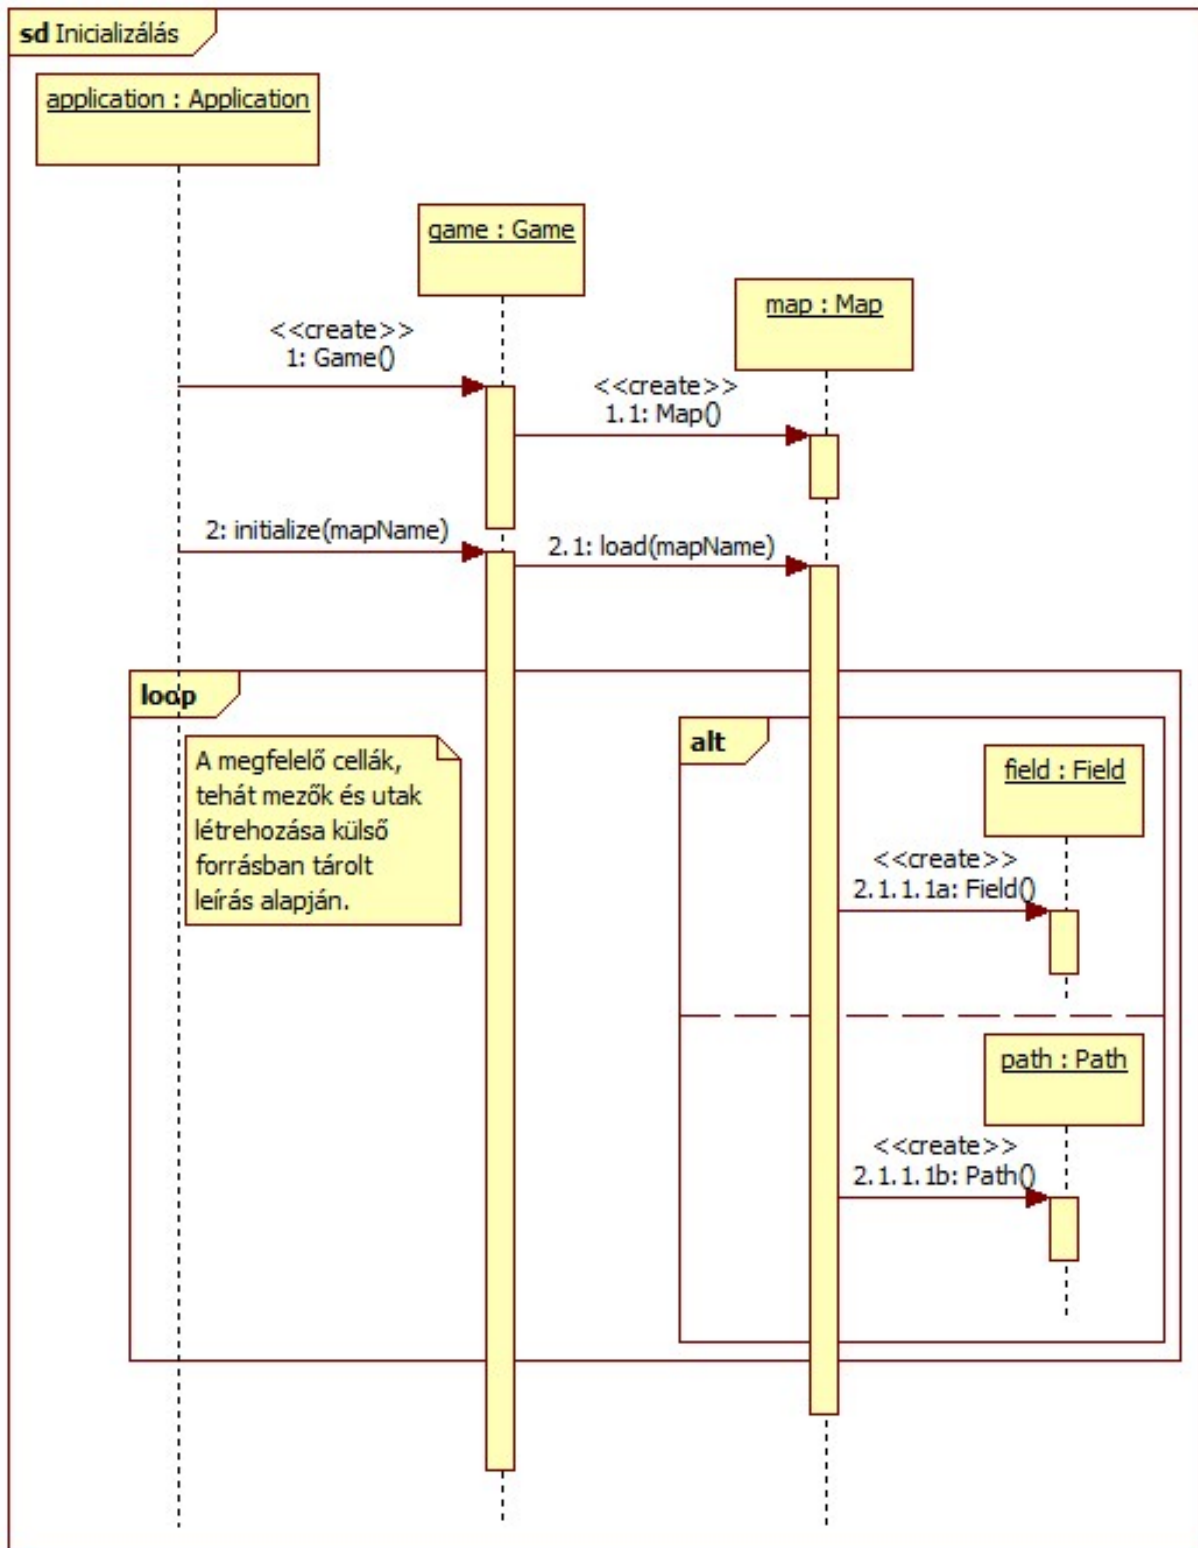 sd Inicializálás
application : Application
game : Game
map : Map
<<create>>
1: Game()
<<create>>
1.1: Map()
2: initialize(mapName)
2.1: load(mapName)
loop
alt
A megfelelő cellák,
tehát mezők és utak
létrehozása külső
forrásban tárolt
leírás alapján.
field : Field
<<create>>
2.1.1.1a: Field()
path : Path
<<create>>
2.1.1.1b: Path()